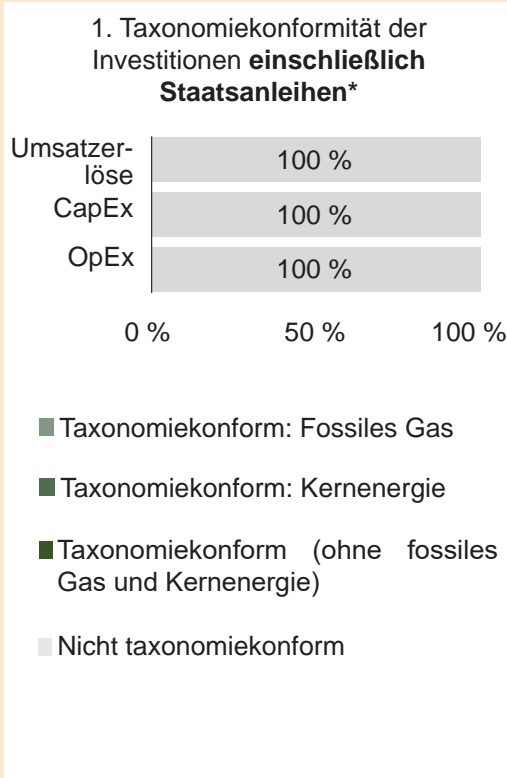 1. Taxonomiekonformität der
Investitionen einschließlich
Staatsanleihen*
Umsatzer-
löse
100 %
CapEx
100 %
OpEx
100 %
0 % 50 % 100 %
Taxonomiekonform: Fossiles Gas
Taxonomiekonform: Kernenergie
Taxonomiekonform (ohne fossiles
Gas und Kernenergie)
Nicht taxonomiekonform